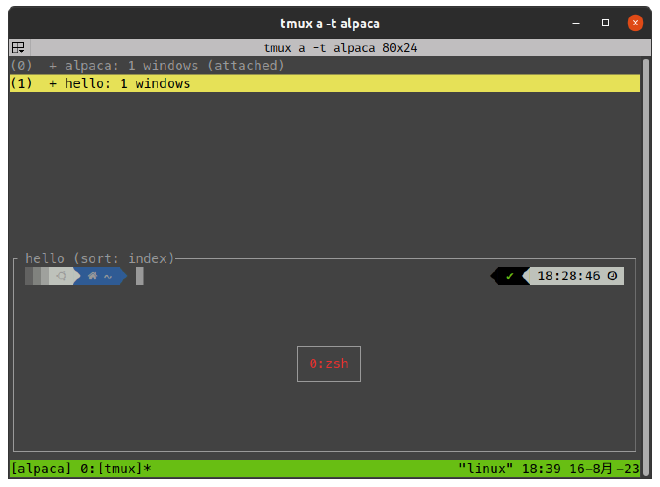 tmux a -t alpaca
tmux a -t alpaca 80x24
(0)  + alpaca: 1 windows (attached)
(1)  + hello: 1 windows
hello (sort: index)
~ ✓ 18:28:46
0:zsh
[alpaca] 0:[tmux]* "linux" 18:39 16-8月-23